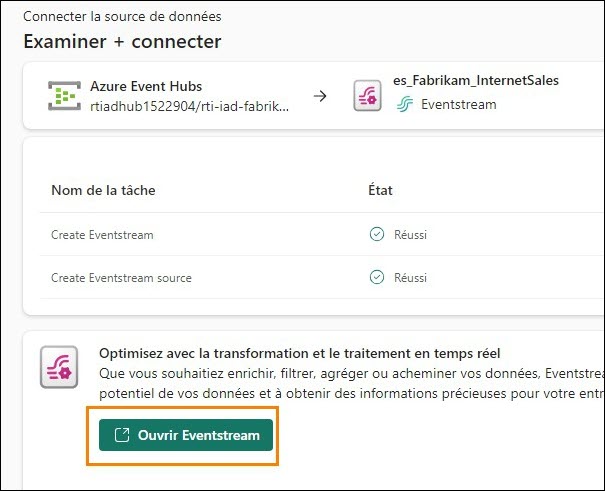 Connecter la source de données
Examiner + connecter
Azure Event Hubs
rtiadhub1522904/rti-iad-fabrik...
es_Fabrikam_InternetSales
Eventstream
Nom de la tâche État
Create Eventstream Réussi
Create Eventstream source Réussi
Optimisez avec la transformation et le traitement en temps réel
Que vous souhaitiez enrichir, filtrer, agréger ou acheminer vos données, Eventstrea
potentiel de vos données et à obtenir des informations précieuses pour votre entr
Ouvrir Eventstream